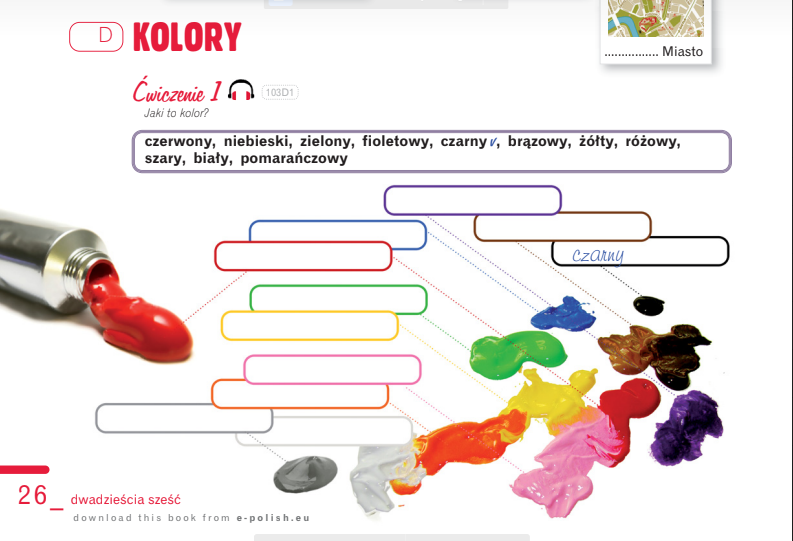 D KOLORY
................ Miasto
Ćwiczenie 1 103D1
Jaki to kolor?
czerwony, niebieski, zielony, fioletowy, czarny✓, brązowy, żółty, różowy,
szary, biały, pomarańczowy
czarny
26_ dwadzieścia sześć
download this book from e-polish.eu